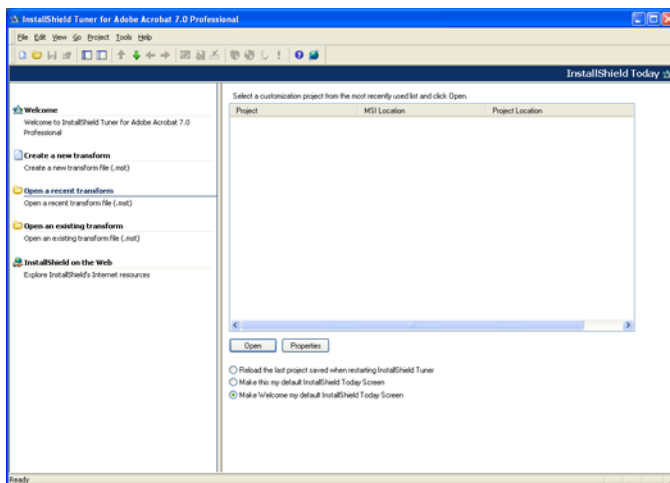 InstallShield Tuner for Adobe Acrobat 7.0 Professional
File Edit View Go Project Tools Help
InstallShield Today
Select a customization project from the most recently used list and click Open.
Project MSI Location Project Location
Welcome
Welcome to InstallShield Tuner for Adobe Acrobat 7.0
Professional
Create a new transform
Create a new transform file (.mst)
Open a recent transform
Open a recent transform file (.mst)
Open an existing transform
Open an existing transform file (.mst)
InstallShield on the Web
Explore InstallShield's Internet resources
Open Properties
Reload the last project saved when restarting InstallShield Tuner
Make this my default InstallShield Today Screen
Make Welcome my default InstallShield Today Screen
Ready